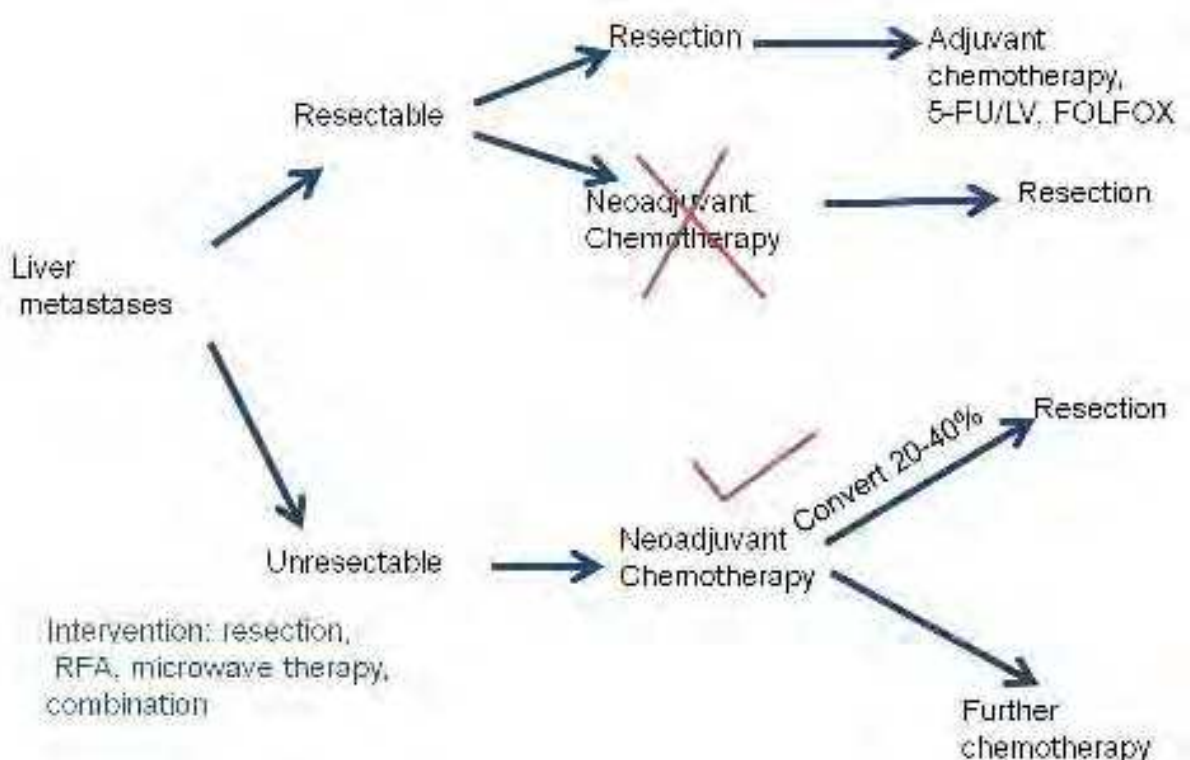 Resection
Adjuvant
chemotherapy,
5-FU/LV, FOLFOX
Resectable
Neoadjuvant
Chemotherapy
Resection
Liver
metastases
Convert 20-40%
Resection
Neoadjuvant
Chemotherapy
Unresectable
Intervention: resection,
RFA, microwave therapy,
combination
Further
chemotherapy